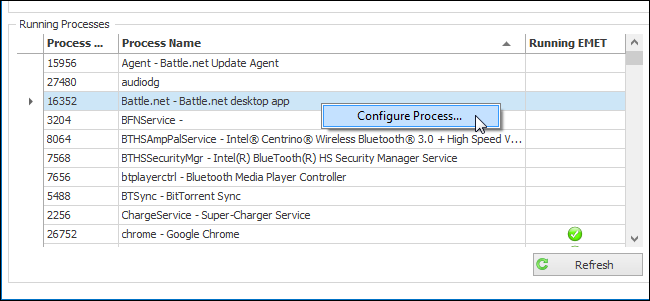 Running Processes
Process ... Process Name Running EMET
15956 Agent - Battle.net Update Agent
27480 audiodg
16352 Battle.net - Battle.net desktop app
Configure Process...
3204 BFNService -
8064 BTHSAmpPalService - Intel® Centrino® Wireless Bluetooth® 3.0 + High Speed V...
7568 BTHSSecurityMgr - Intel(R) BlueTooth(R) HS Security Manager Service
7656 btplayerctrl - Bluetooth Media Player Controller
5488 BTSync - BitTorrent Sync
2256 ChargeService - Super-Charger Service
26752 chrome - Google Chrome
Refresh